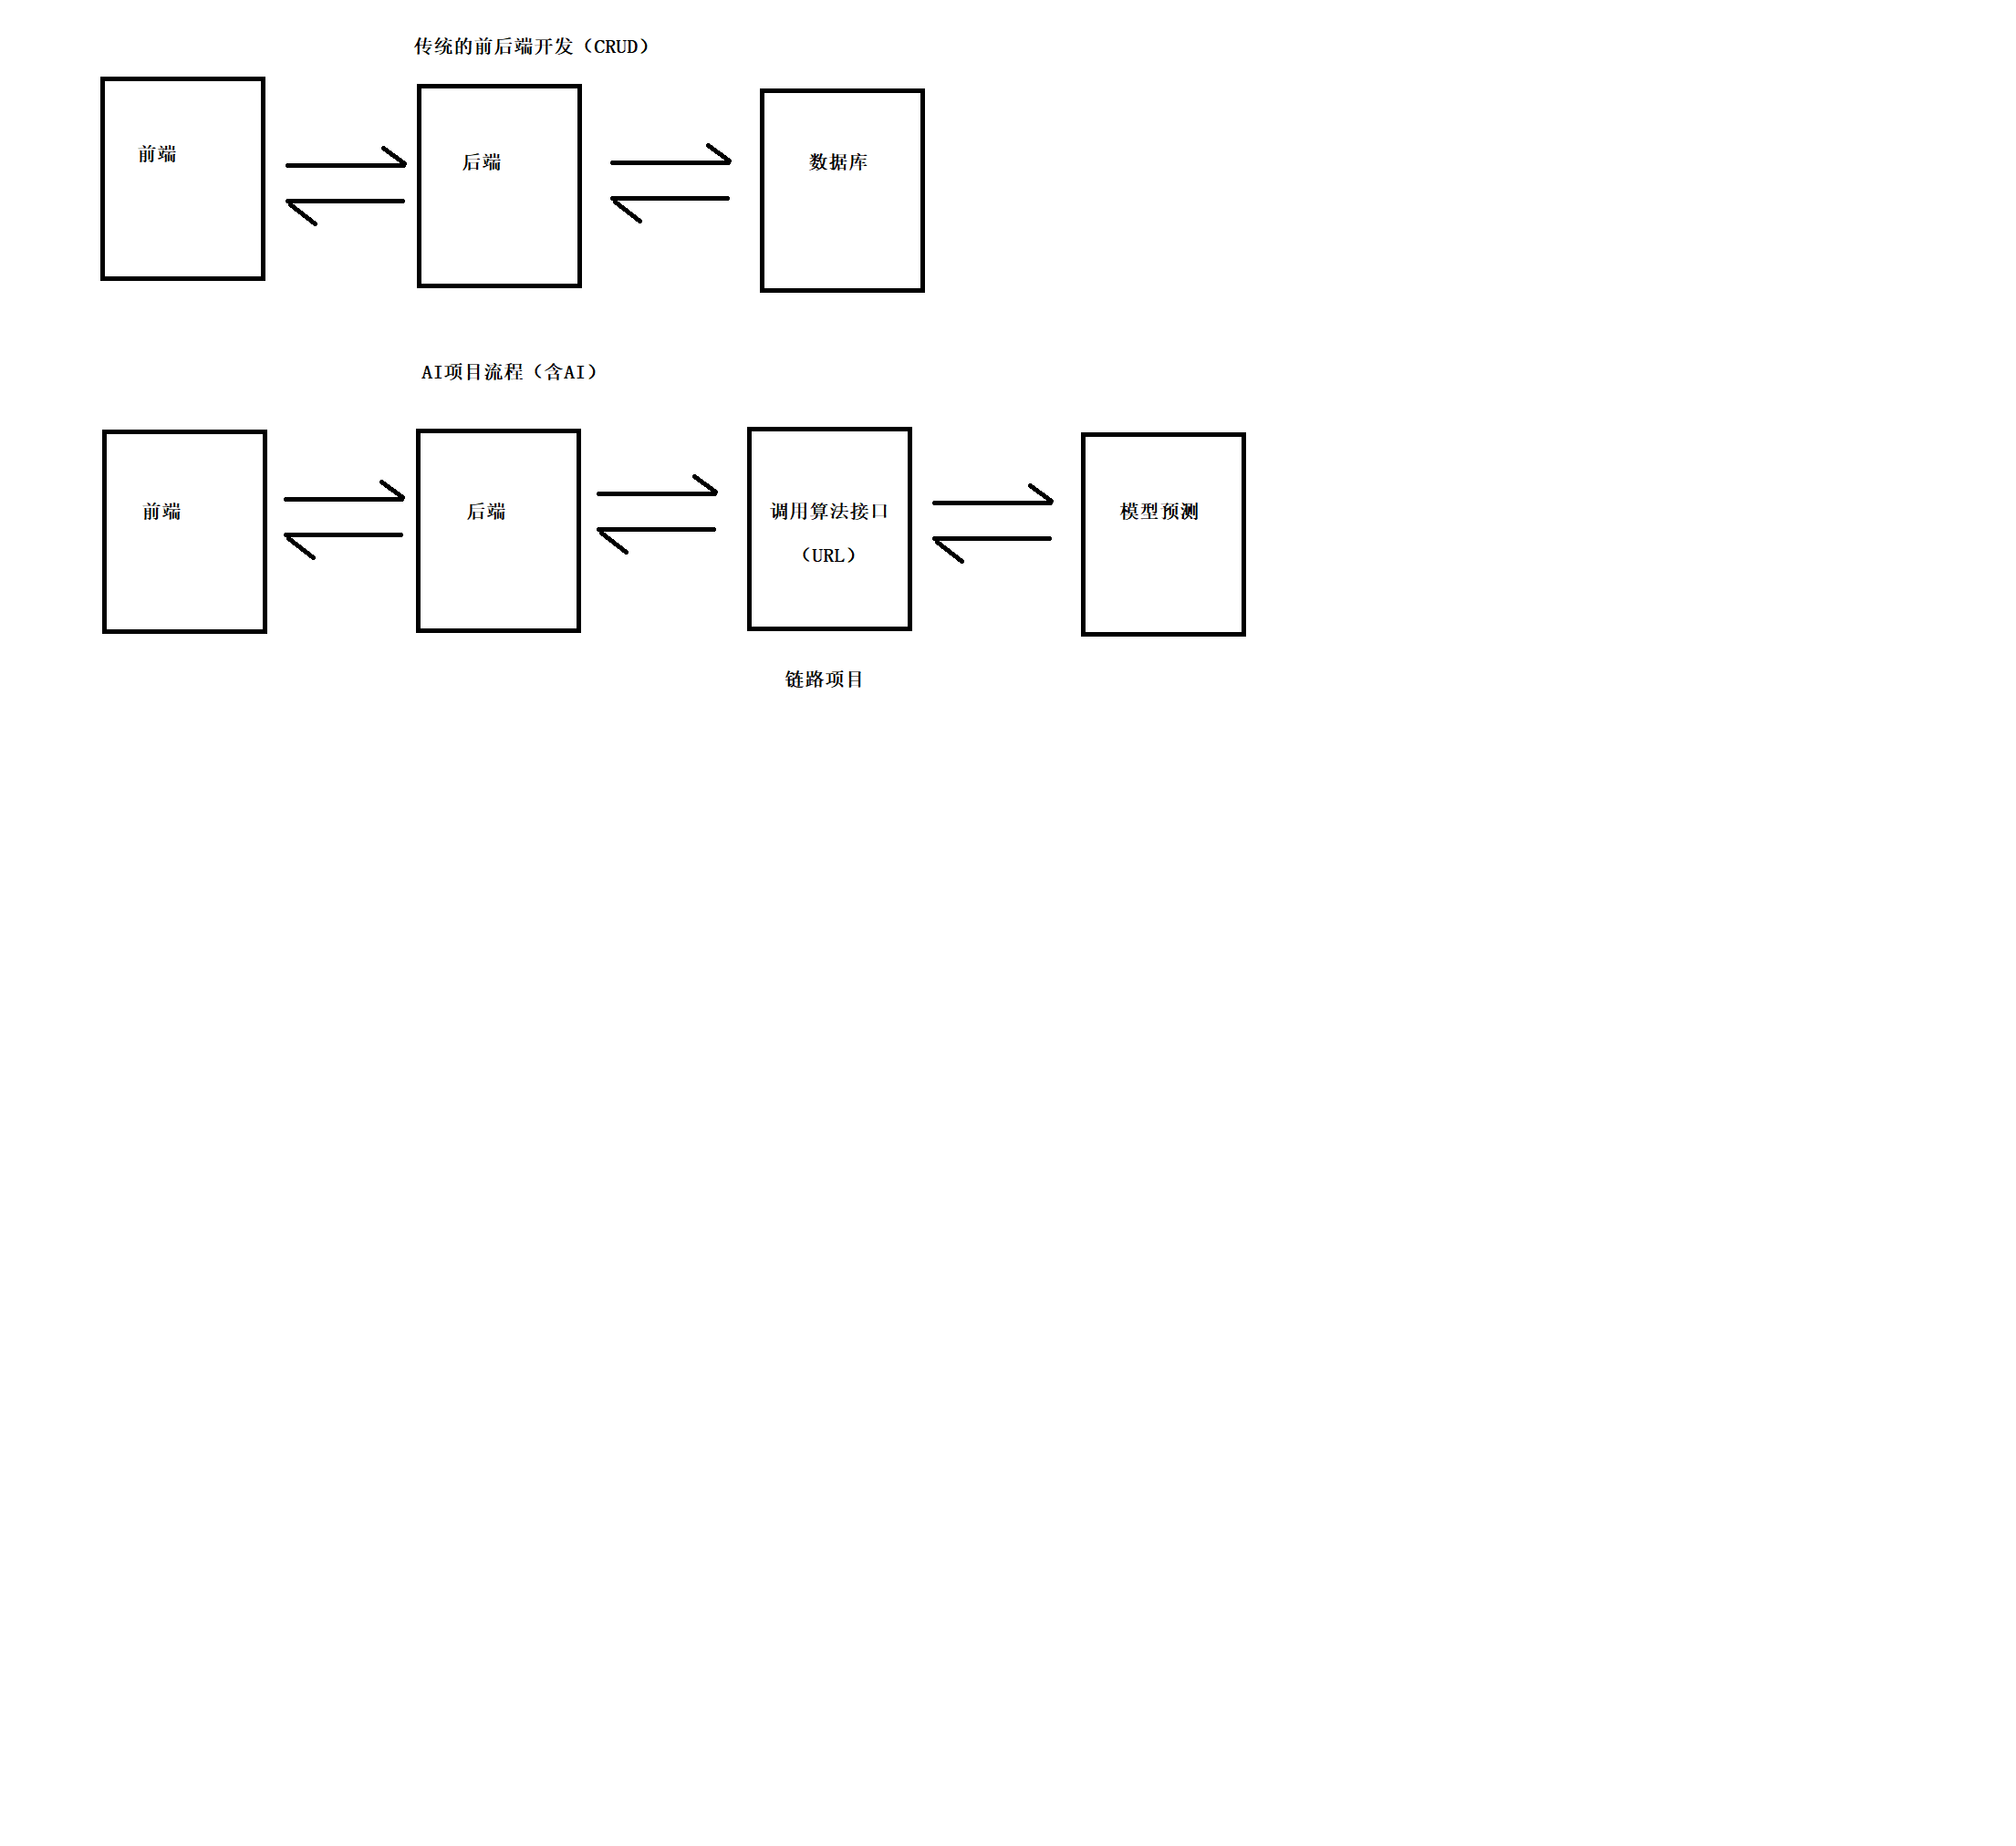 传统的前后端开发（CRUD）
前端
后端
数据库
AI项目流程（含AI）
前端
后端
调用算法接口
（URL）
模型预测
链路项目